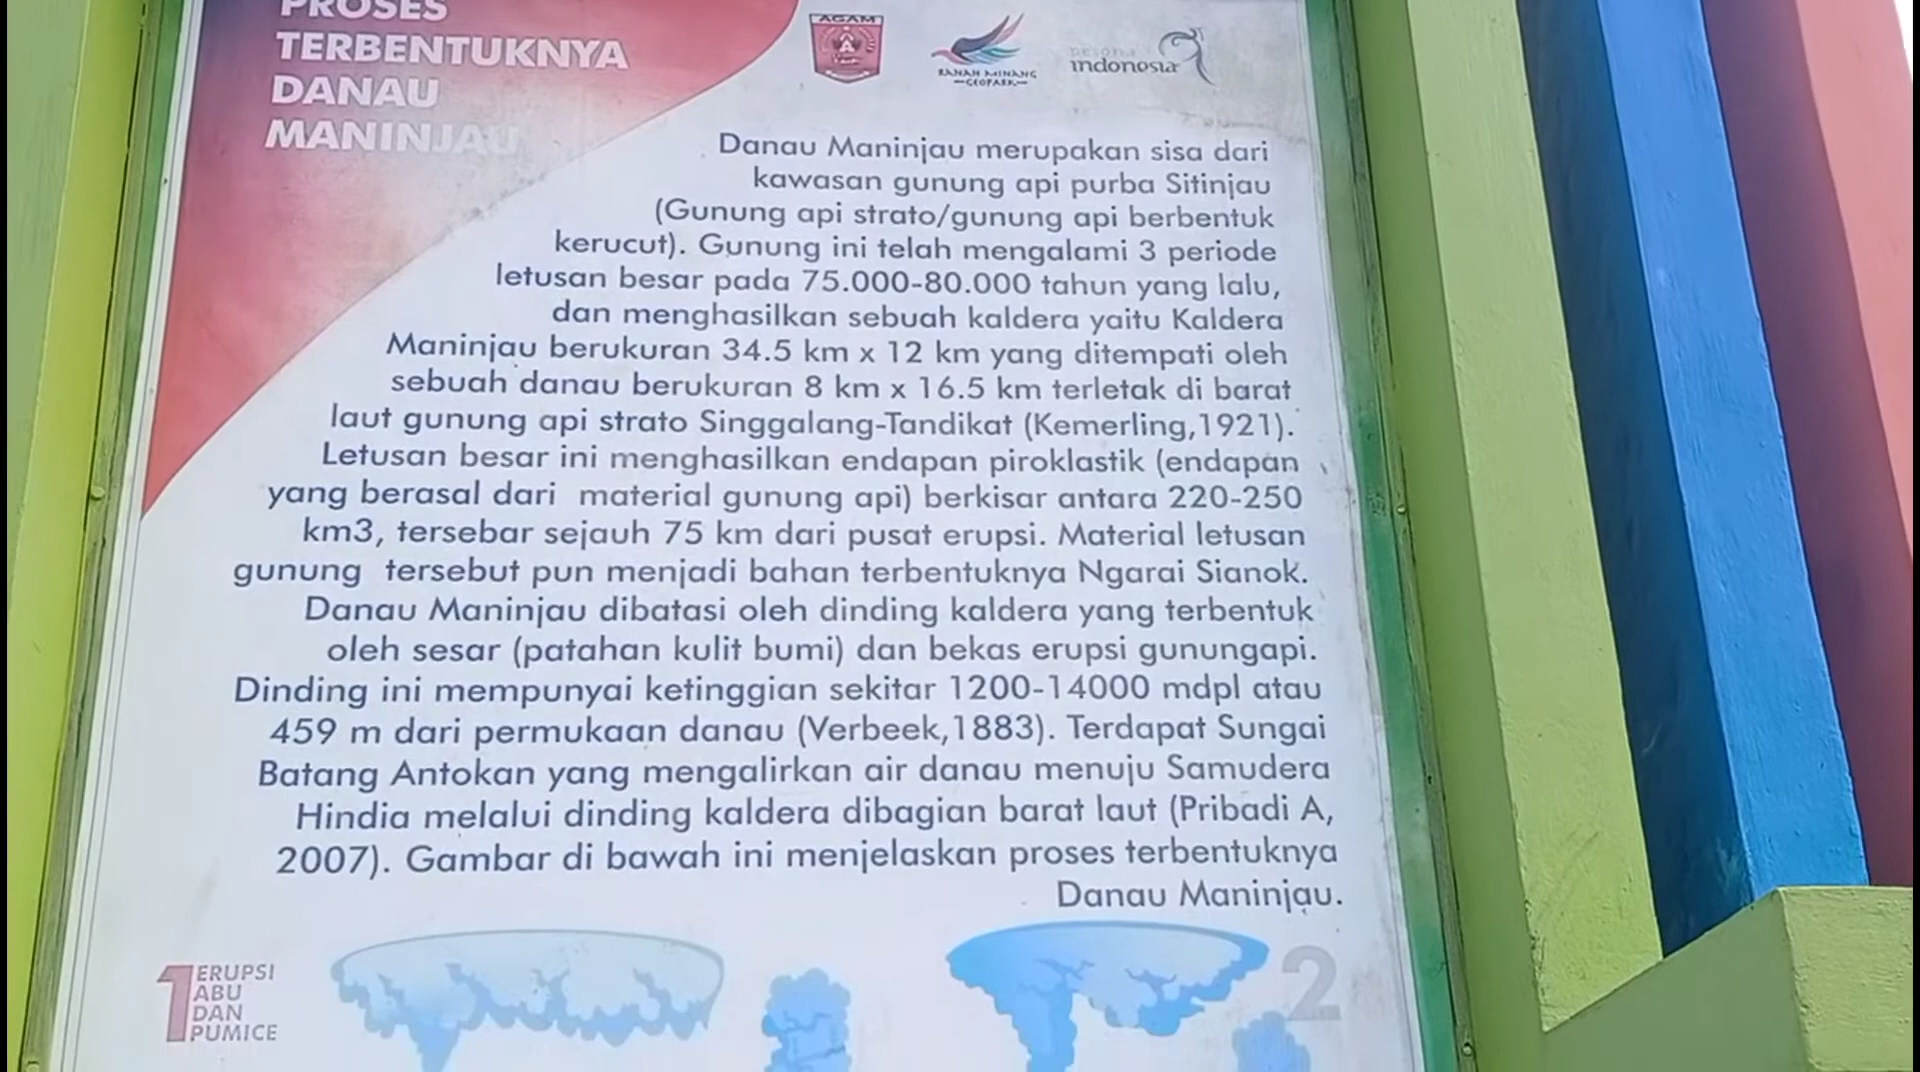 PROSES
TERBENTUKNYA
DANAU
MANINJAU
AGAM
RANAH MINANG
GEOPARK
pesona
indonesia
Danau Maninjau merupakan sisa dari
kawasan gunung api purba Sitinjau
(Gunung api strato/gunung api berbentuk
kerucut). Gunung ini telah mengalami 3 periode
letusan besar pada 75.000-80.000 tahun yang lalu,
dan menghasilkan sebuah kaldera yaitu Kaldera
Maninjau berukuran 34.5 km x 12 km yang ditempati oleh
sebuah danau berukuran 8 km x 16.5 km terletak di barat
laut gunung api strato Singgalang-Tandikat (Kemerling,1921).
Letusan besar ini menghasilkan endapan piroklastik (endapan
yang berasal dari material gunung api) berkisar antara 220-250
km3, tersebar sejauh 75 km dari pusat erupsi. Material letusan
gunung tersebut pun menjadi bahan terbentuknya Ngarai Sianok.
Danau Maninjau dibatasi oleh dinding kaldera yang terbentuk
oleh sesar (patahan kulit bumi) dan bekas erupsi gunungapi.
Dinding ini mempunyai ketinggian sekitar 1200-14000 mdpl atau
459 m dari permukaan danau (Verbeek,1883). Terdapat Sungai
Batang Antokan yang mengalirkan air danau menuju Samudera
Hindia melalui dinding kaldera dibagian barat laut (Pribadi A,
2007). Gambar di bawah ini menjelaskan proses terbentuknya
Danau Maninjau.
1 ERUPSI
ABU
DAN
PUMICE
2